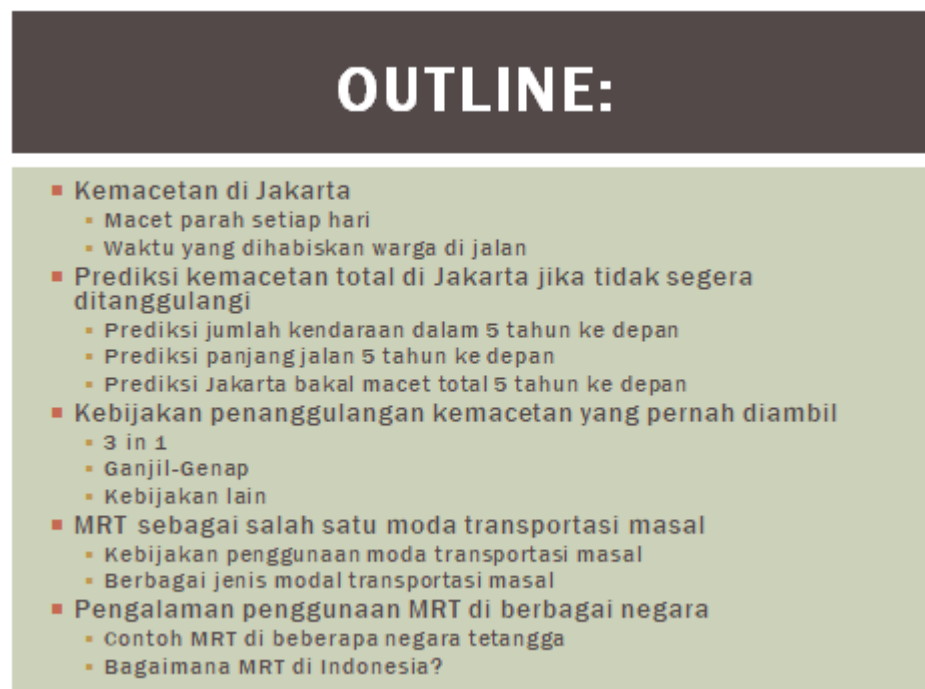 OUTLINE:
Kemacetan di Jakarta
Macet parah setiap hari
Waktu yang dihabiskan warga di jalan
Prediksi kemacetan total di Jakarta jika tidak segera
ditanggulangi
Prediksi jumlah kendaraan dalam 5 tahun ke depan
Prediksi panjang jalan 5 tahun ke depan
Prediksi Jakarta bakal macet total 5 tahun ke depan
Kebijakan penanggulangan kemacetan yang pernah diambil
3 in 1
Ganjil-Genap
Kebijakan lain
MRT sebagai salah satu moda transportasi masal
Kebijakan penggunaan moda transportasi masal
Berbagai jenis modal transportasi masal
Pengalaman penggunaan MRT di berbagai negara
Contoh MRT di beberapa negara tetangga
Bagaimana MRT di Indonesia?